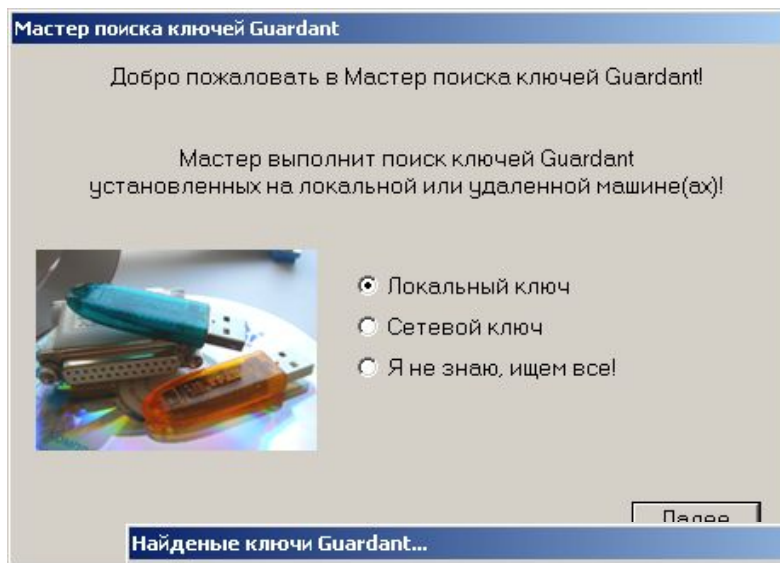 Мастер поиска ключей Guardant
Добро пожаловать в Мастер поиска ключей Guardant!
Мастер выполнит поиск ключей Guardant
установленных на локальной или удаленной машине(ах)!
Локальный ключ
Сетевой ключ
Я не знаю, ищем все!
Далее
Найденые ключи Guardant...